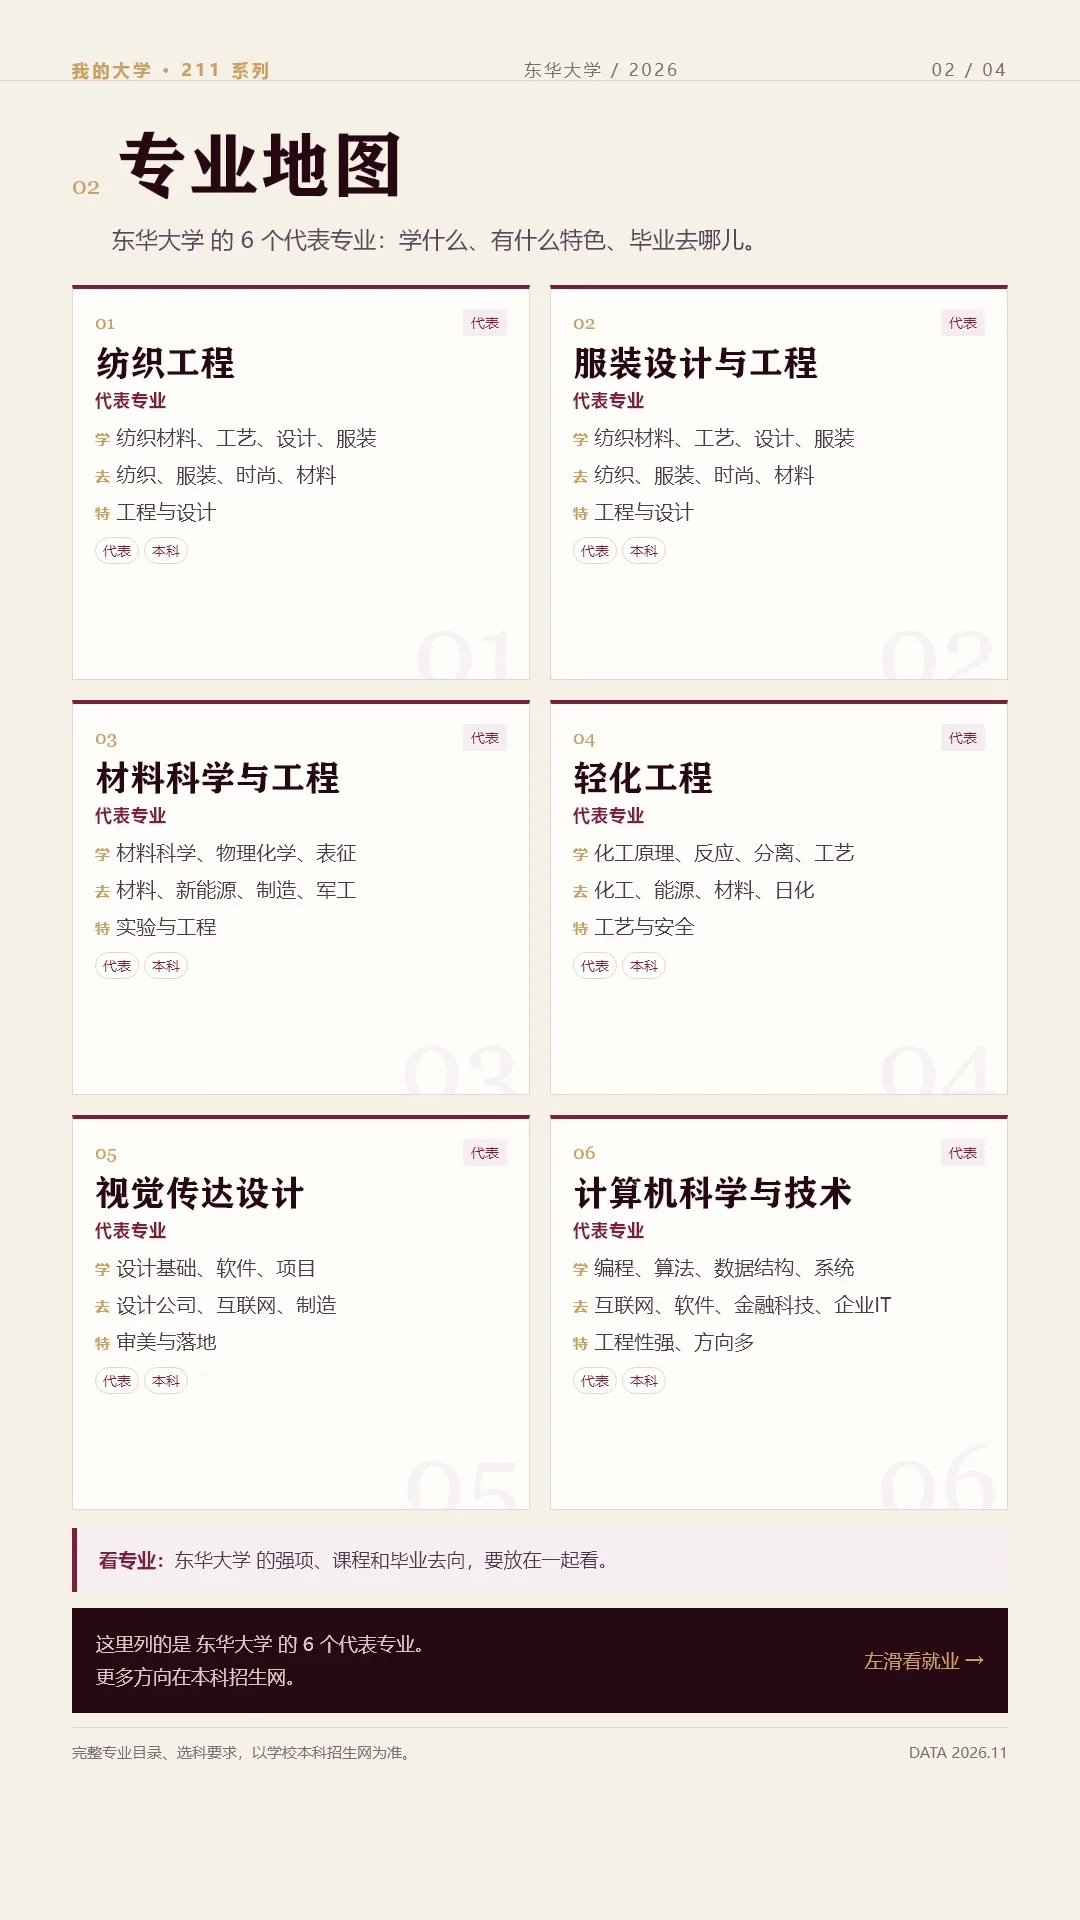 我的大学 • 211 系列
东华大学 / 2026
02 / 04
02 专业地图
东华大学 的 6 个代表专业：学什么、有什么特色、毕业去哪儿。
01 代表
纺织工程
代表专业
学 纺织材料、工艺、设计、服装
去 纺织、服装、时尚、材料
特 工程与设计
代表 本科
01
02 代表
服装设计与工程
代表专业
学 纺织材料、工艺、设计、服装
去 纺织、服装、时尚、材料
特 工程与设计
代表 本科
02
03 代表
材料科学与工程
代表专业
学 材料科学、物理化学、表征
去 材料、新能源、制造、军工
特 实验与工程
代表 本科
03
04 代表
轻化工程
代表专业
学 化工原理、反应、分离、工艺
去 化工、能源、材料、日化
特 工艺与安全
代表 本科
04
05 代表
视觉传达设计
代表专业
学 设计基础、软件、项目
去 设计公司、互联网、制造
特 审美与落地
代表 本科
05
06 代表
计算机科学与技术
代表专业
学 编程、算法、数据结构、系统
去 互联网、软件、金融科技、企业IT
特 工程性强、方向多
代表 本科
06
看专业：东华大学 的强项、课程和毕业去向，要放在一起看。
这里列的是 东华大学 的 6 个代表专业。
更多方向在本科招生网。
左滑看就业 →
完整专业目录、选科要求，以学校本科招生网为准。
DATA 2026.11